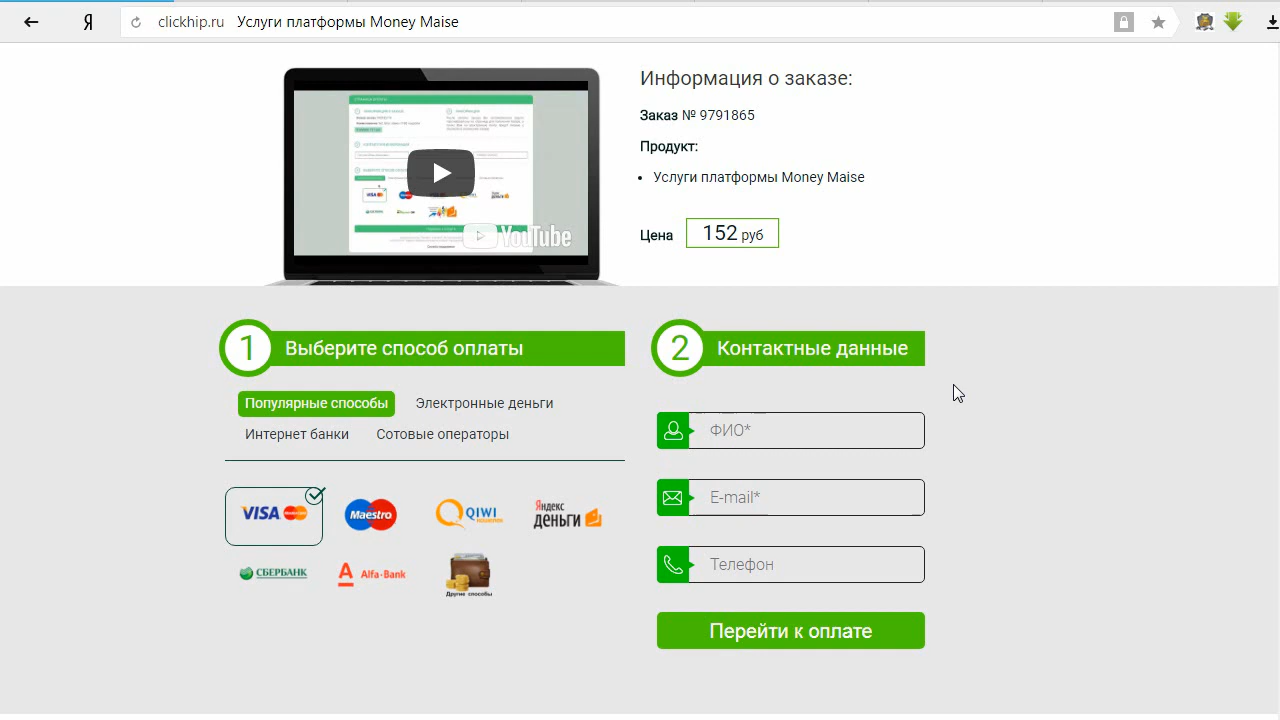 Я
clickhip.ru Услуги платформы Money Maise
YouTube
Информация о заказе:
Заказ № 9791865
Продукт:
• Услуги платформы Money Maise
Цена 152 руб
1 Выберите способ оплаты
Популярные способы Электронные деньги
Интернет банки Сотовые операторы
VISA Maestro QIWI КОШЕЛЕК Яндекс деньги
СБЕРБАНК Alfa-Bank Другие способы
2 Контактные данные
ФИО*
E-mail*
Телефон
Перейти к оплате